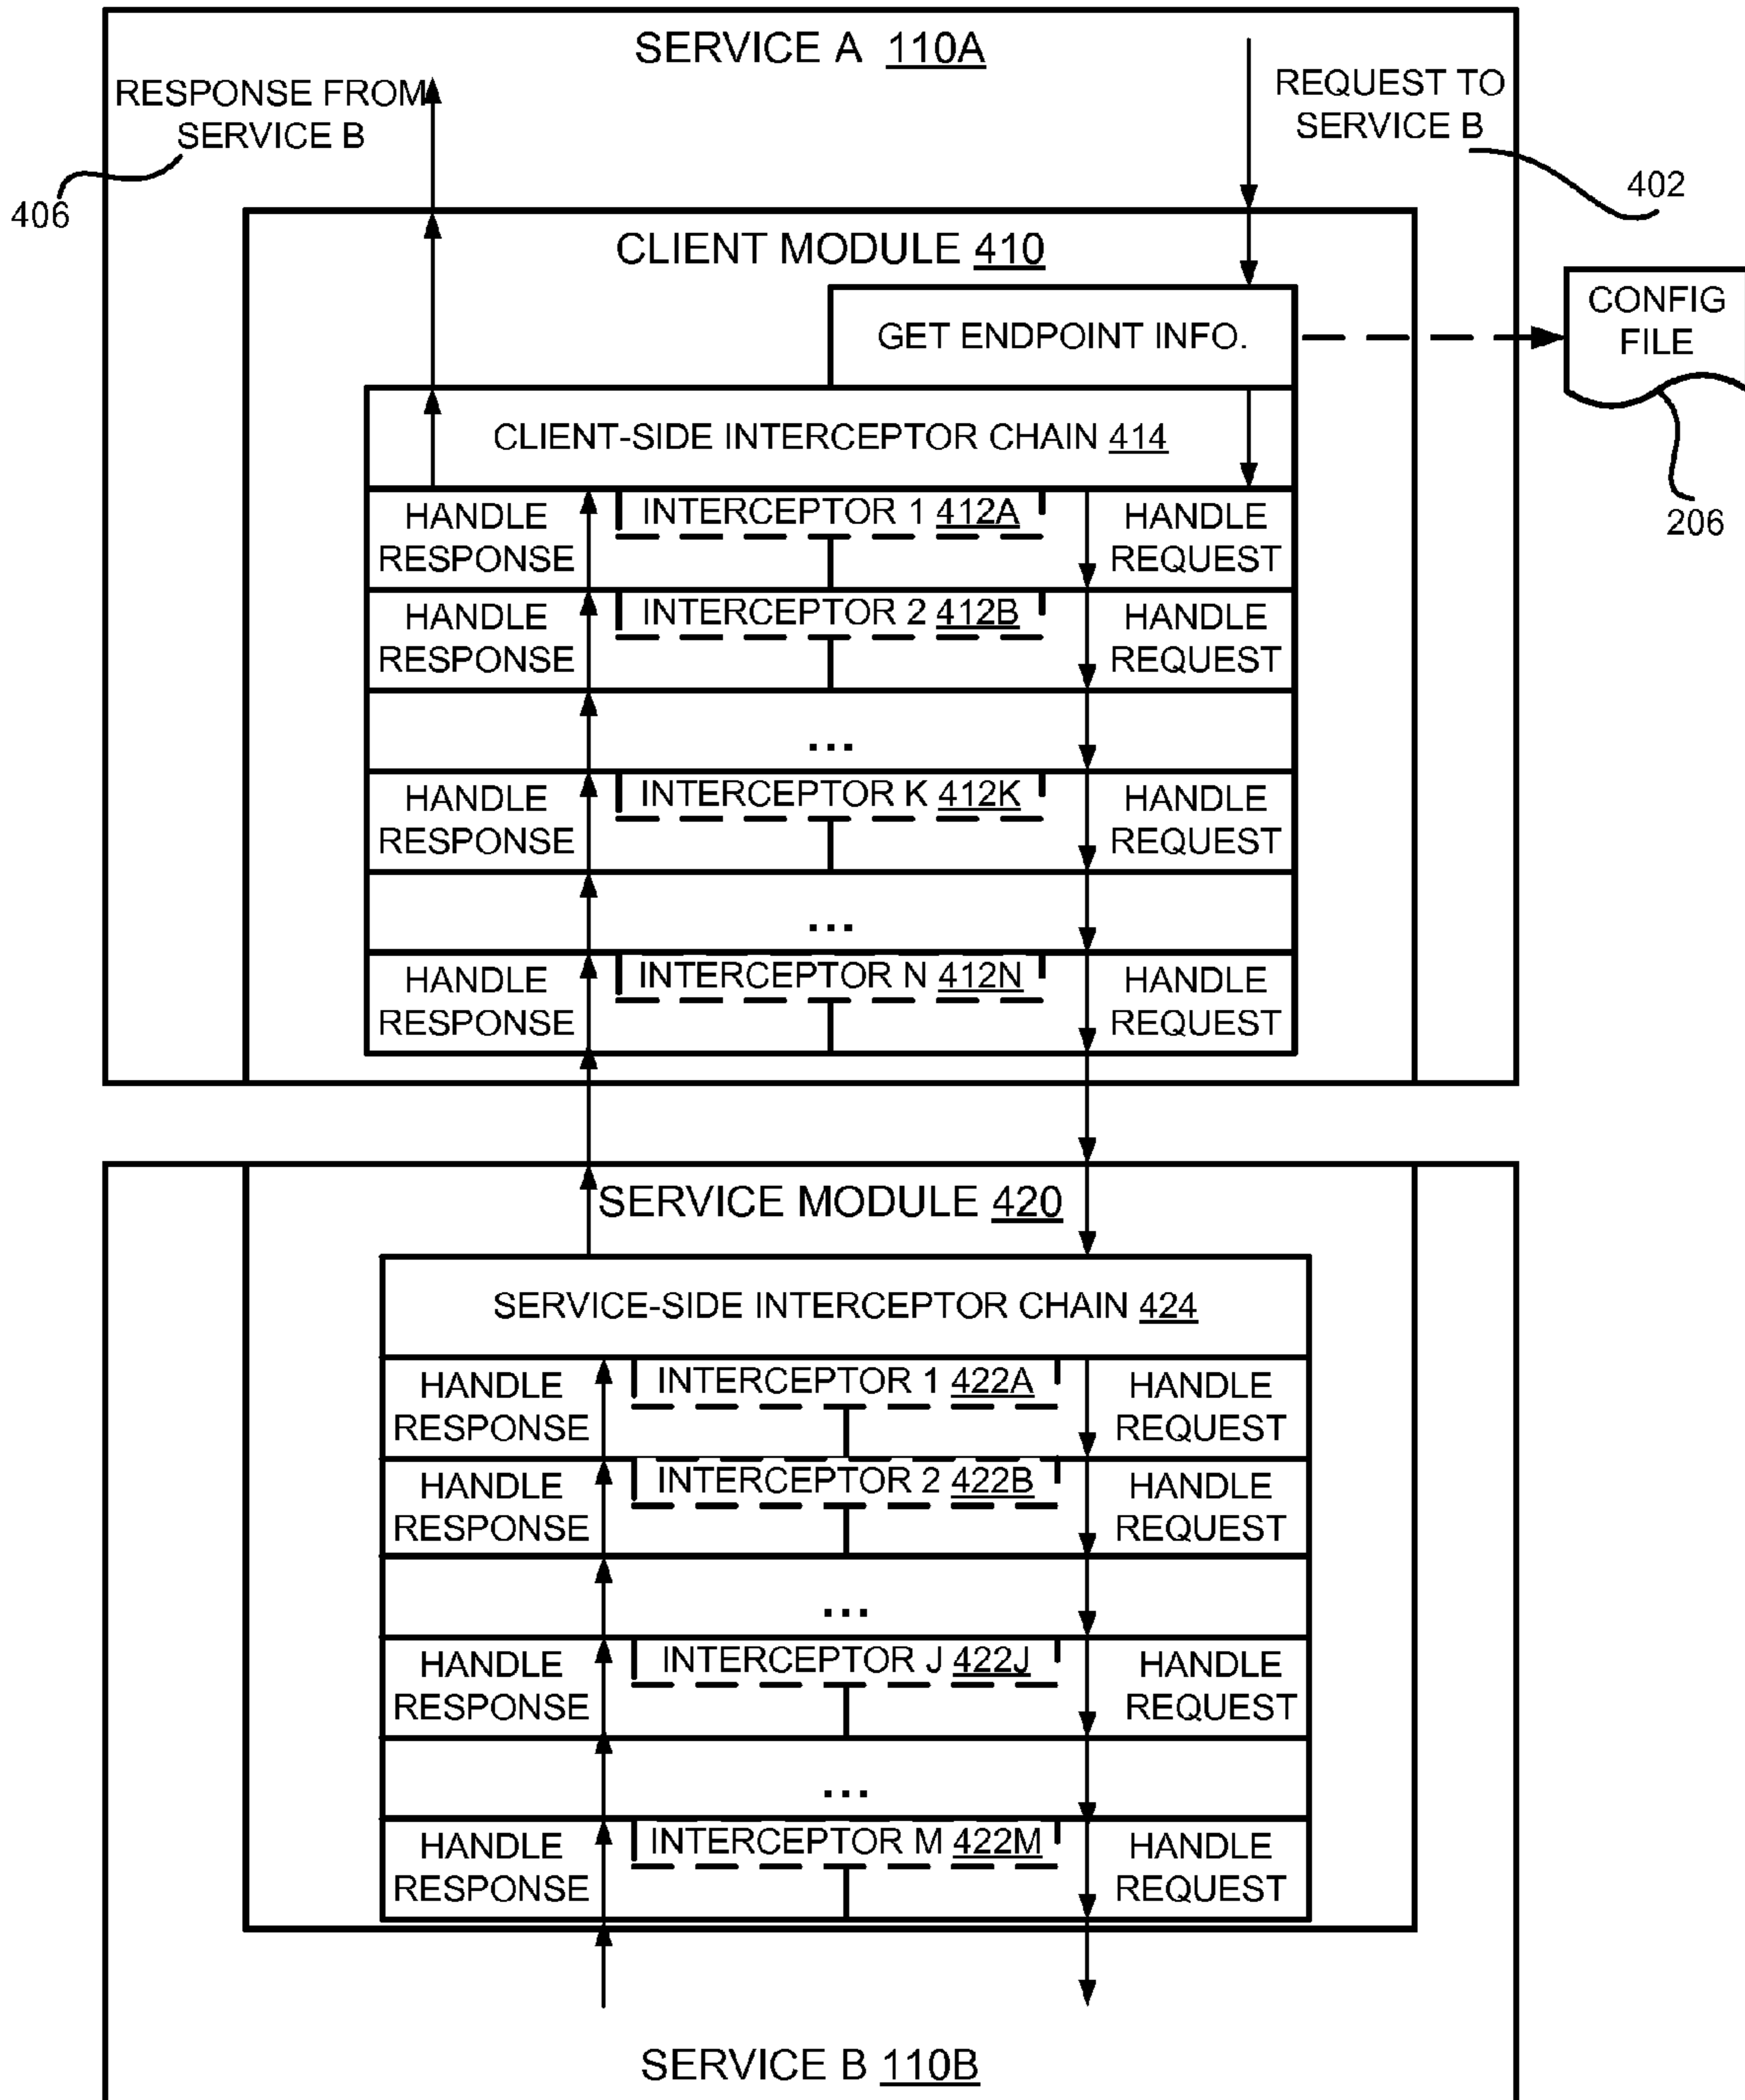 SERVICE A 110A
RESPONSE FROM
SERVICE B
REQUEST TO
SERVICE B
406
402
CLIENT MODULE 410
GET ENDPOINT INFO.
CONFIG
FILE
206
CLIENT-SIDE INTERCEPTOR CHAIN 414
HANDLE
RESPONSE
INTERCEPTOR 1 412A
HANDLE
REQUEST
HANDLE
RESPONSE
INTERCEPTOR 2 412B
HANDLE
REQUEST
...
HANDLE
RESPONSE
INTERCEPTOR K 412K
HANDLE
REQUEST
...
HANDLE
RESPONSE
INTERCEPTOR N 412N
HANDLE
REQUEST
SERVICE MODULE 420
SERVICE-SIDE INTERCEPTOR CHAIN 424
HANDLE
RESPONSE
INTERCEPTOR 1 422A
HANDLE
REQUEST
HANDLE
RESPONSE
INTERCEPTOR 2 422B
HANDLE
REQUEST
...
HANDLE
RESPONSE
INTERCEPTOR J 422J
HANDLE
REQUEST
...
HANDLE
RESPONSE
INTERCEPTOR M 422M
HANDLE
REQUEST
SERVICE B 110B